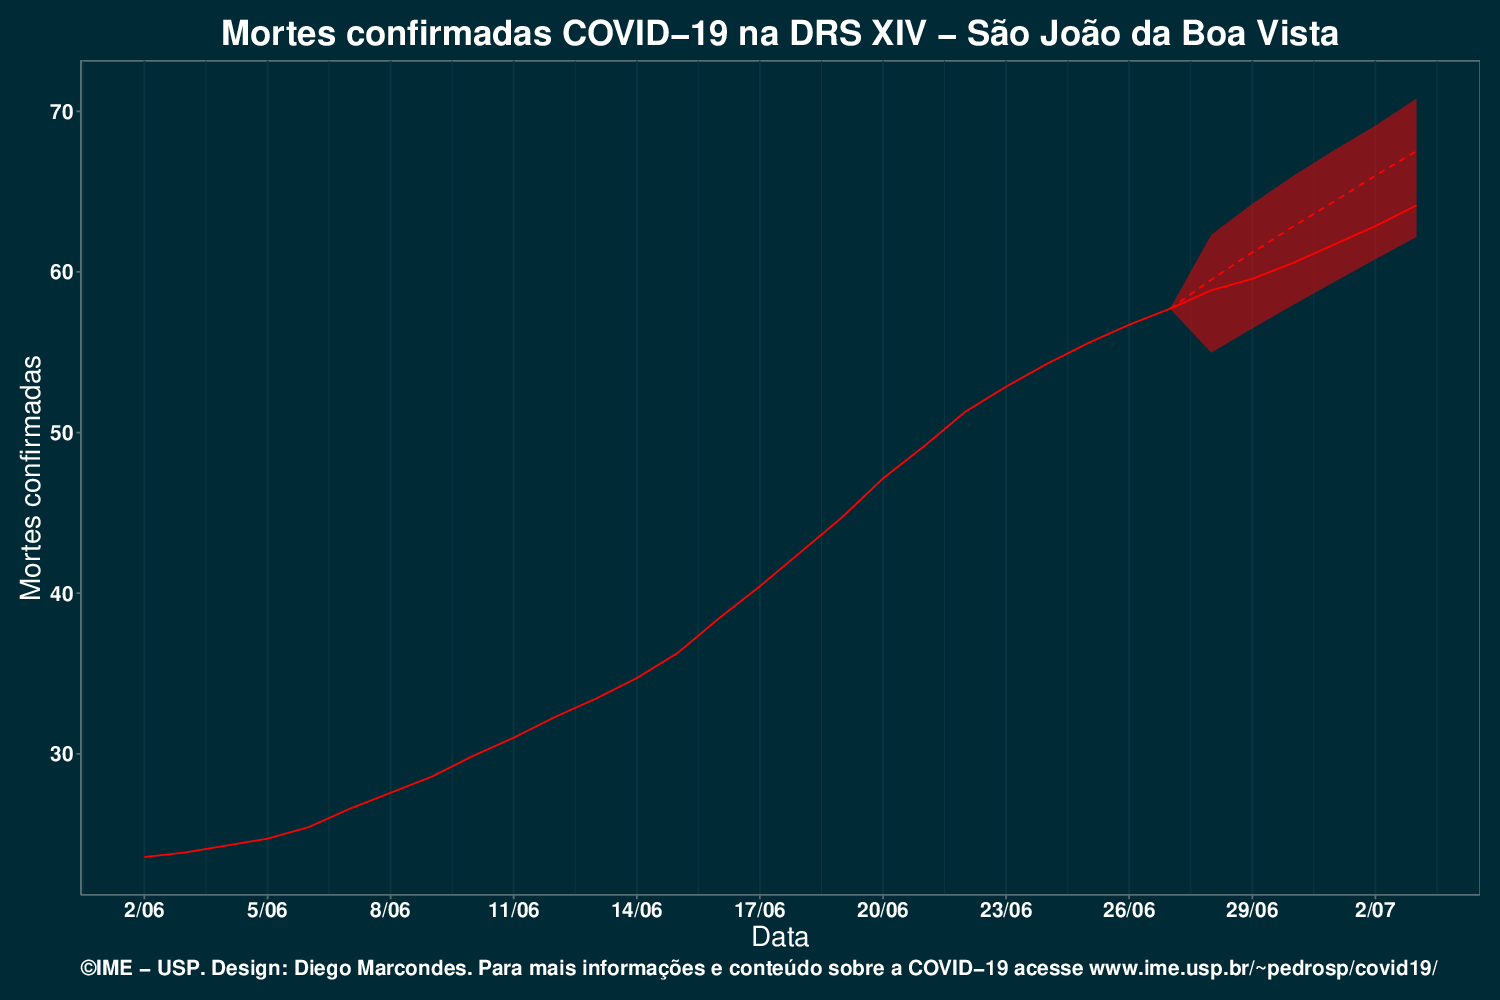 Mortes confirmadas COVID−19 na DRS XIV − São João da Boa Vista
Mortes confirmadas
70
60
50
40
30
2/06 5/06 8/06 11/06 14/06 17/06 20/06 23/06 26/06 29/06 2/07
Data
©IME − USP. Design: Diego Marcondes. Para mais informações e conteúdo sobre a COVID−19 acesse www.ime.usp.br/~pedrosp/covid19/